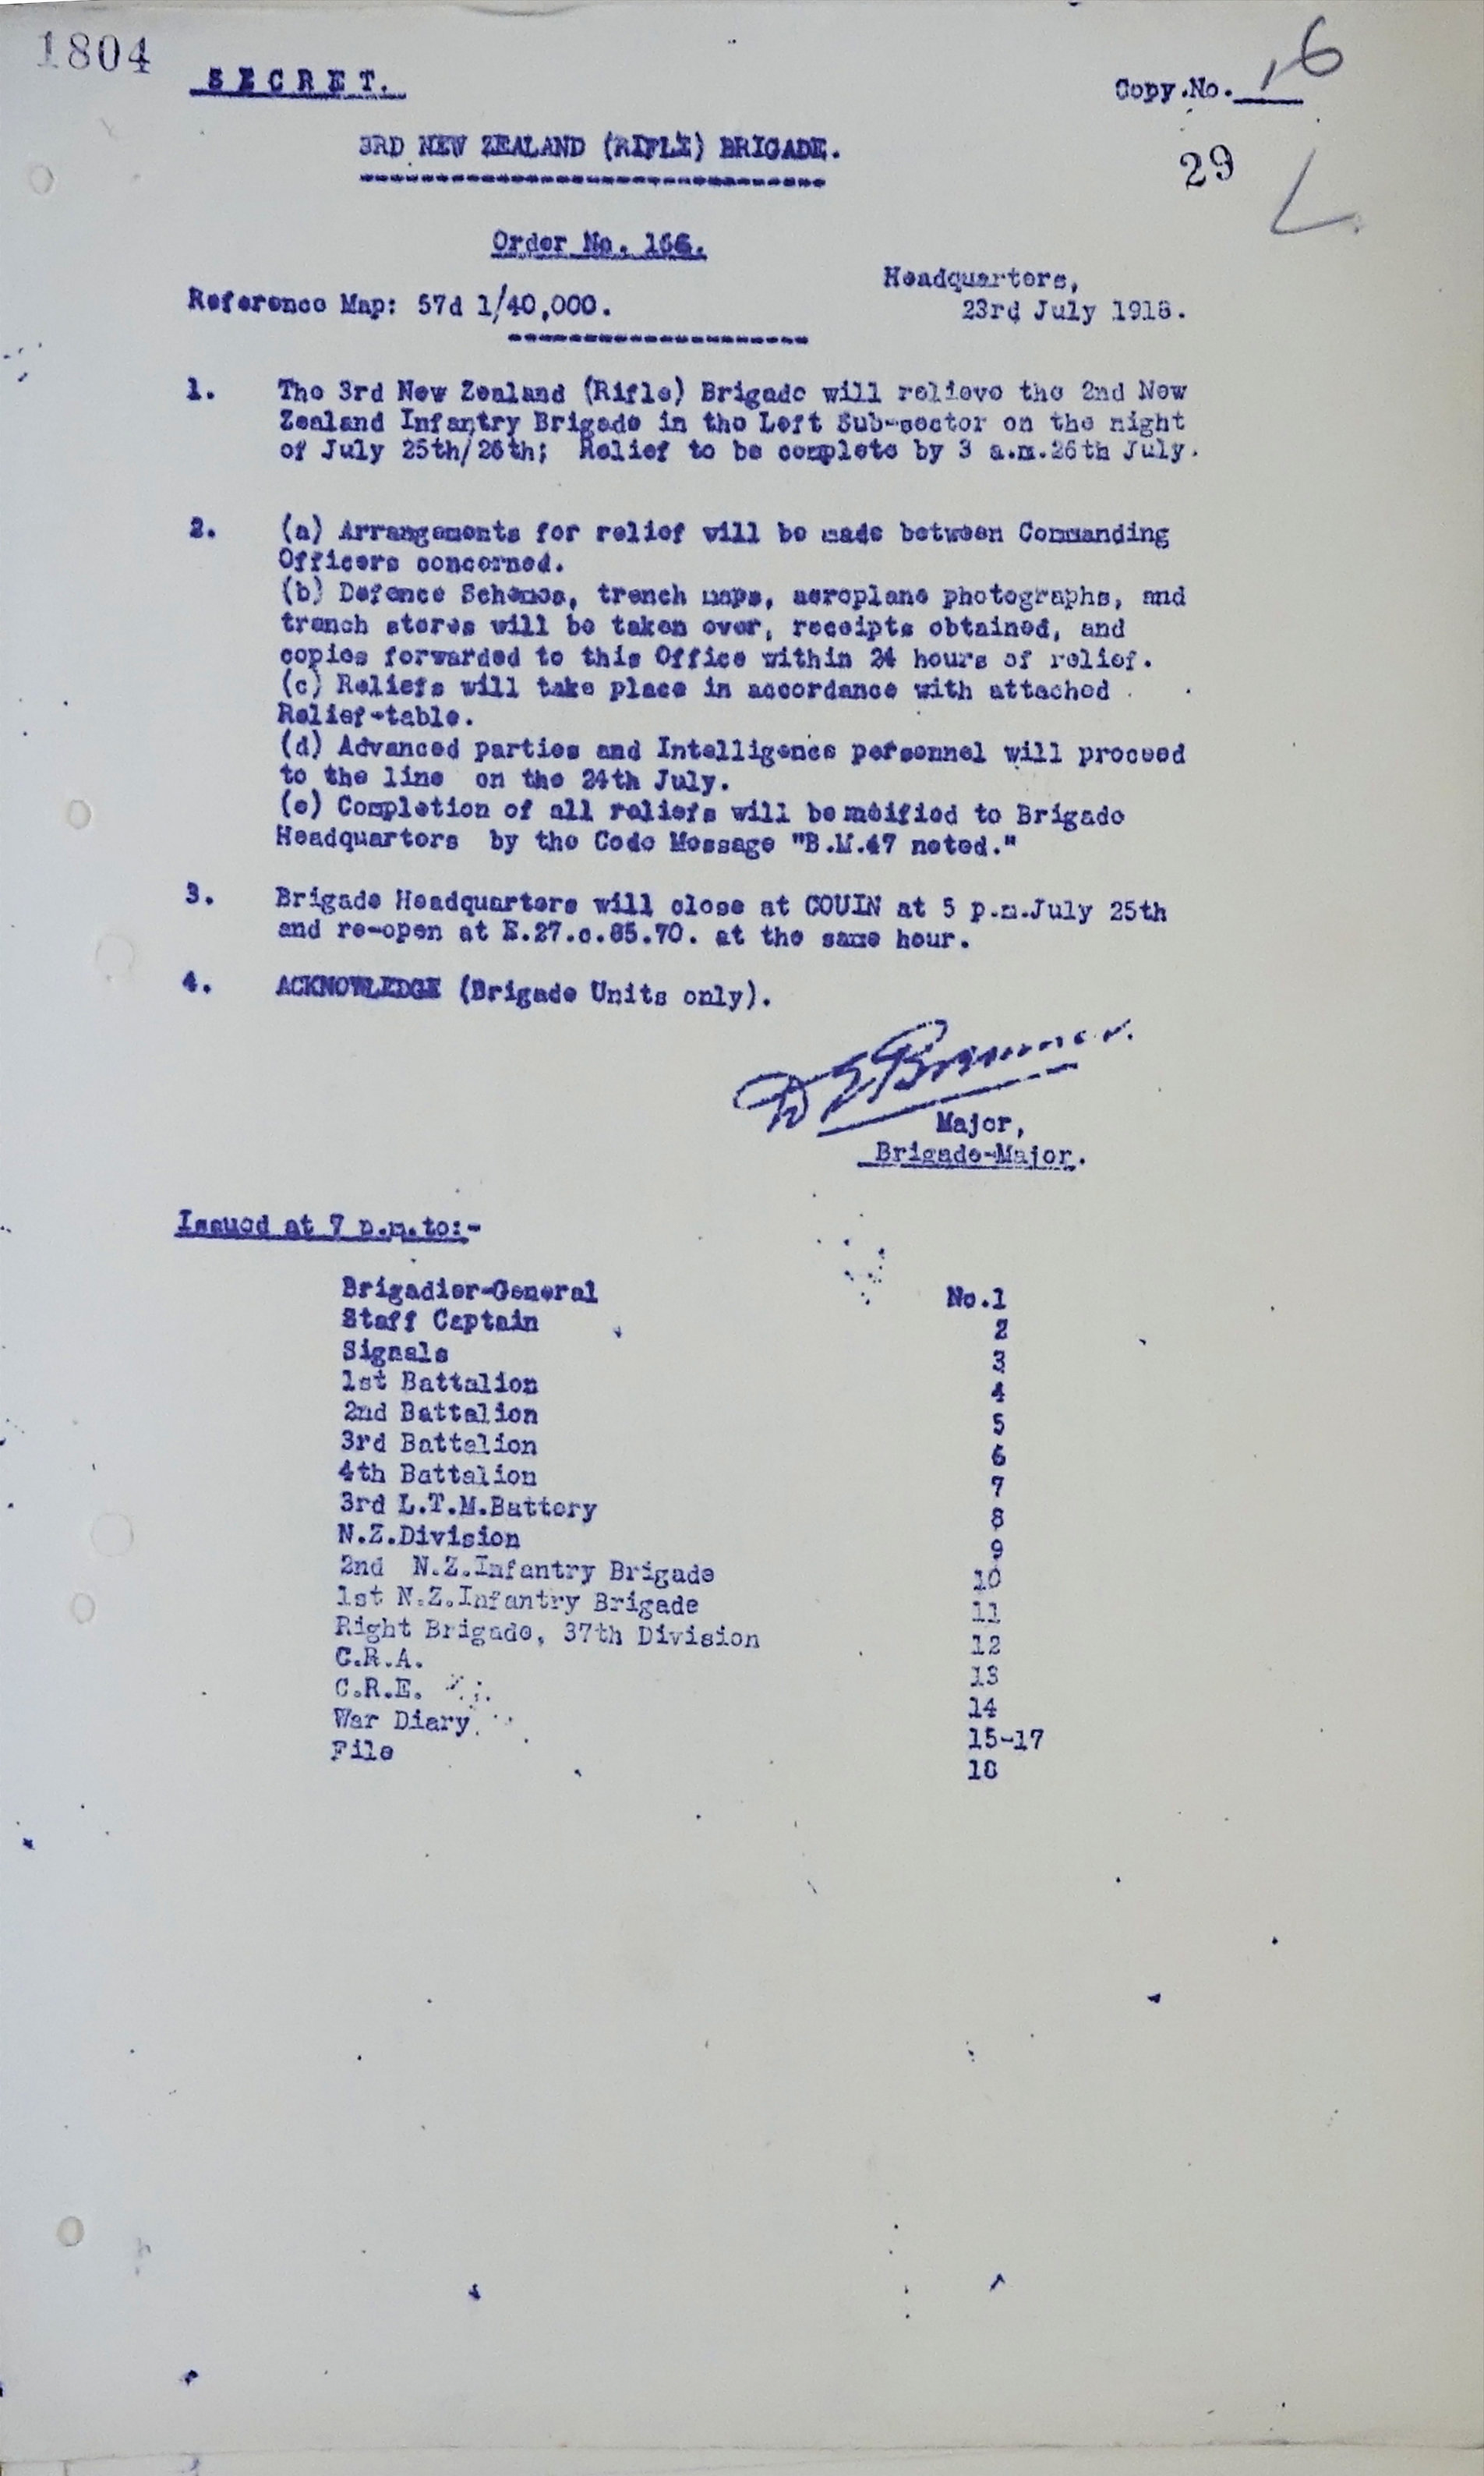 1804
SECRET.
Copy.No. 16
3RD NEW ZEALAND (RIFLE) BRIGADE.
29
L
Order No. 166.
Headquarters,
Reference Map: 57d 1/40,000.
23rd July 1918.
1. The 3rd New Zealand (Rifle) Brigade will relieve the 2nd New
Zealand Infantry Brigade in the Left Sub-sector on the night
of July 25th/26th; Relief to be complete by 3 a.m.26th July.
2. (a) Arrangements for relief will be made between Commanding
Officers concerned.
(b) Defence Schemes, trench maps, aeroplane photographs, and
trench stores will be taken over, receipts obtained, and
copies forwarded to this Office within 24 hours of relief.
(c) Reliefs will take place in accordance with attached
Relief-table.
(d) Advanced parties and Intelligence personnel will proceed
to the line on the 24th July.
(e) Completion of all reliefs will be to Brigade
Headquarters by the Code Message "B.M.47 noted."
3. Brigade Headquarters will close at COUIN at 5 p.m.July 25th
and re-open at E.27.c.85.70. at the same hour.
4. ACKNOWLEDGE (Brigade Units only).
Major,
Brigade-Major.
Issued at 7 p.m.to:-
Brigadier-General No.1
Staff Captain 2
Signals 3
1st Battalion 4
2nd Battalion 5
3rd Battalion 6
4th Battalion 7
3rd L.T.M.Battery 8
N.Z.Division 9
2nd N.Z.Infantry Brigade 10
1st N.Z.Infantry Brigade 11
Right Brigade, 37th Division 12
C.R.A. 13
C.R.E. 14
War Diary. 15-17
File 18